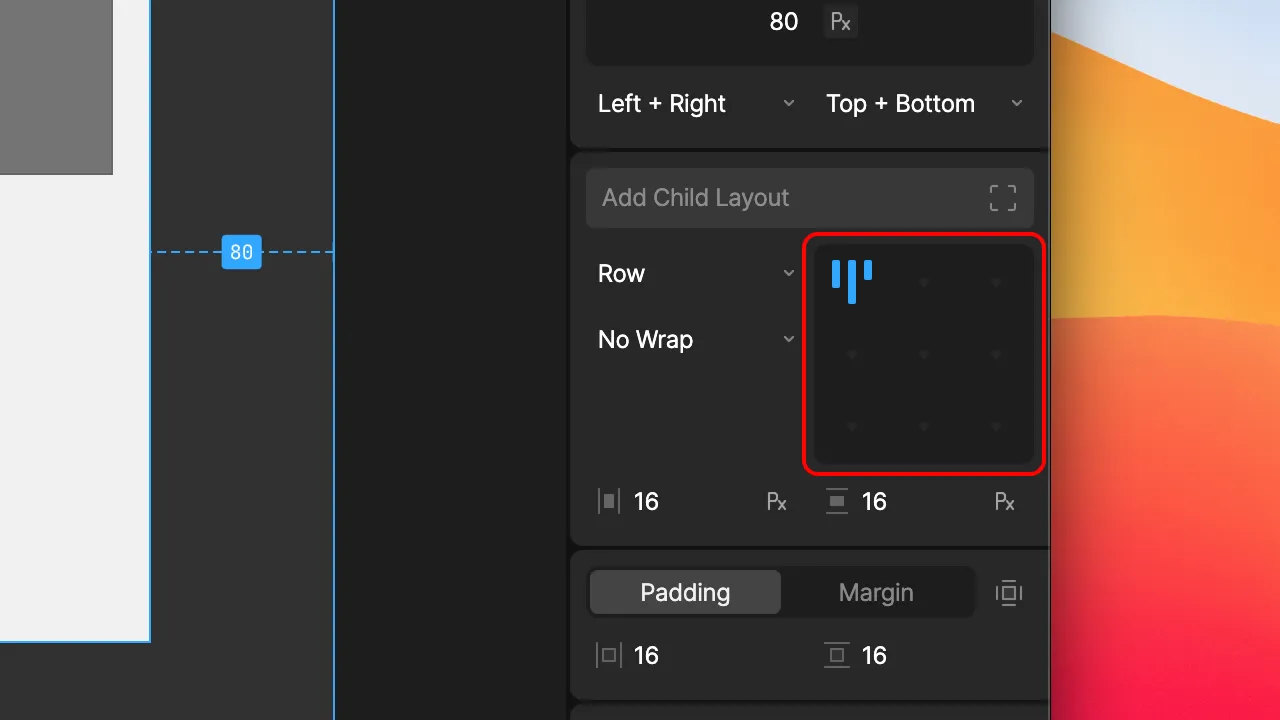 80 Px
Left + Right Top + Bottom
Add Child Layout
80
Row
No Wrap
16 Px 16 Px
Padding Margin
16 16